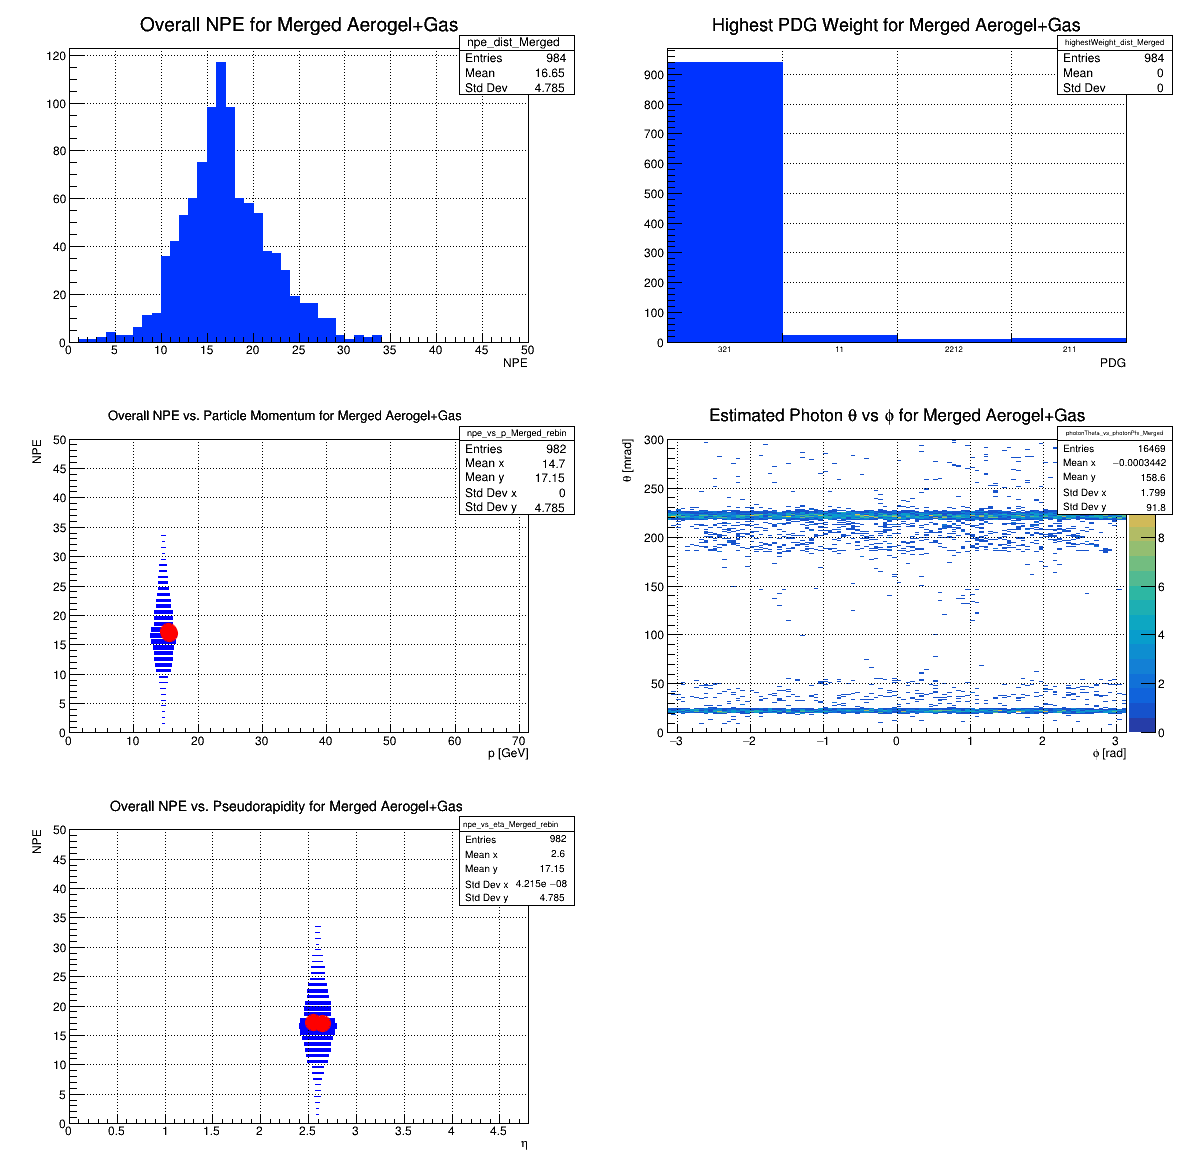 Overall NPE for Merged Aerogel+Gas
npe_dist_Merged
Entries 984
Mean 16.65
Std Dev 4.785
120
100
80
60
40
20
0
0 5 10 15 20 25 30 35 40 45 50
NPE
Highest PDG Weight for Merged Aerogel+Gas
highestWeight_dist_Merged
Entries 984
Mean 0
Std Dev 0
900
800
700
600
500
400
300
200
100
0
321 11 2212 211
PDG
Overall NPE vs. Particle Momentum for Merged Aerogel+Gas
npe_vs_p_Merged_rebin
Entries 982
Mean x 14.7
Mean y 17.15
Std Dev x 0
Std Dev y 4.785
NPE
50
45
40
35
30
25
20
15
10
5
0
0 10 20 30 40 50 60 70
p [GeV]
Estimated Photon θ vs ϕ for Merged Aerogel+Gas
photonTheta_vs_photonPhi_Merged
Entries 16469
Mean x −0.0003442
Mean y 158.6
Std Dev x 1.799
Std Dev y 91.8
θ [mrad]
300
250
200
150
100
50
0
−3 −2 −1 0 1 2 3
ϕ [rad]
8
6
4
2
0
Overall NPE vs. Pseudorapidity for Merged Aerogel+Gas
npe_vs_eta_Merged_rebin
Entries 982
Mean x 2.6
Mean y 17.15
Std Dev x 4.215e −08
Std Dev y 4.785
NPE
50
45
40
35
30
25
20
15
10
5
0
0 0.5 1 1.5 2 2.5 3 3.5 4 4.5
η